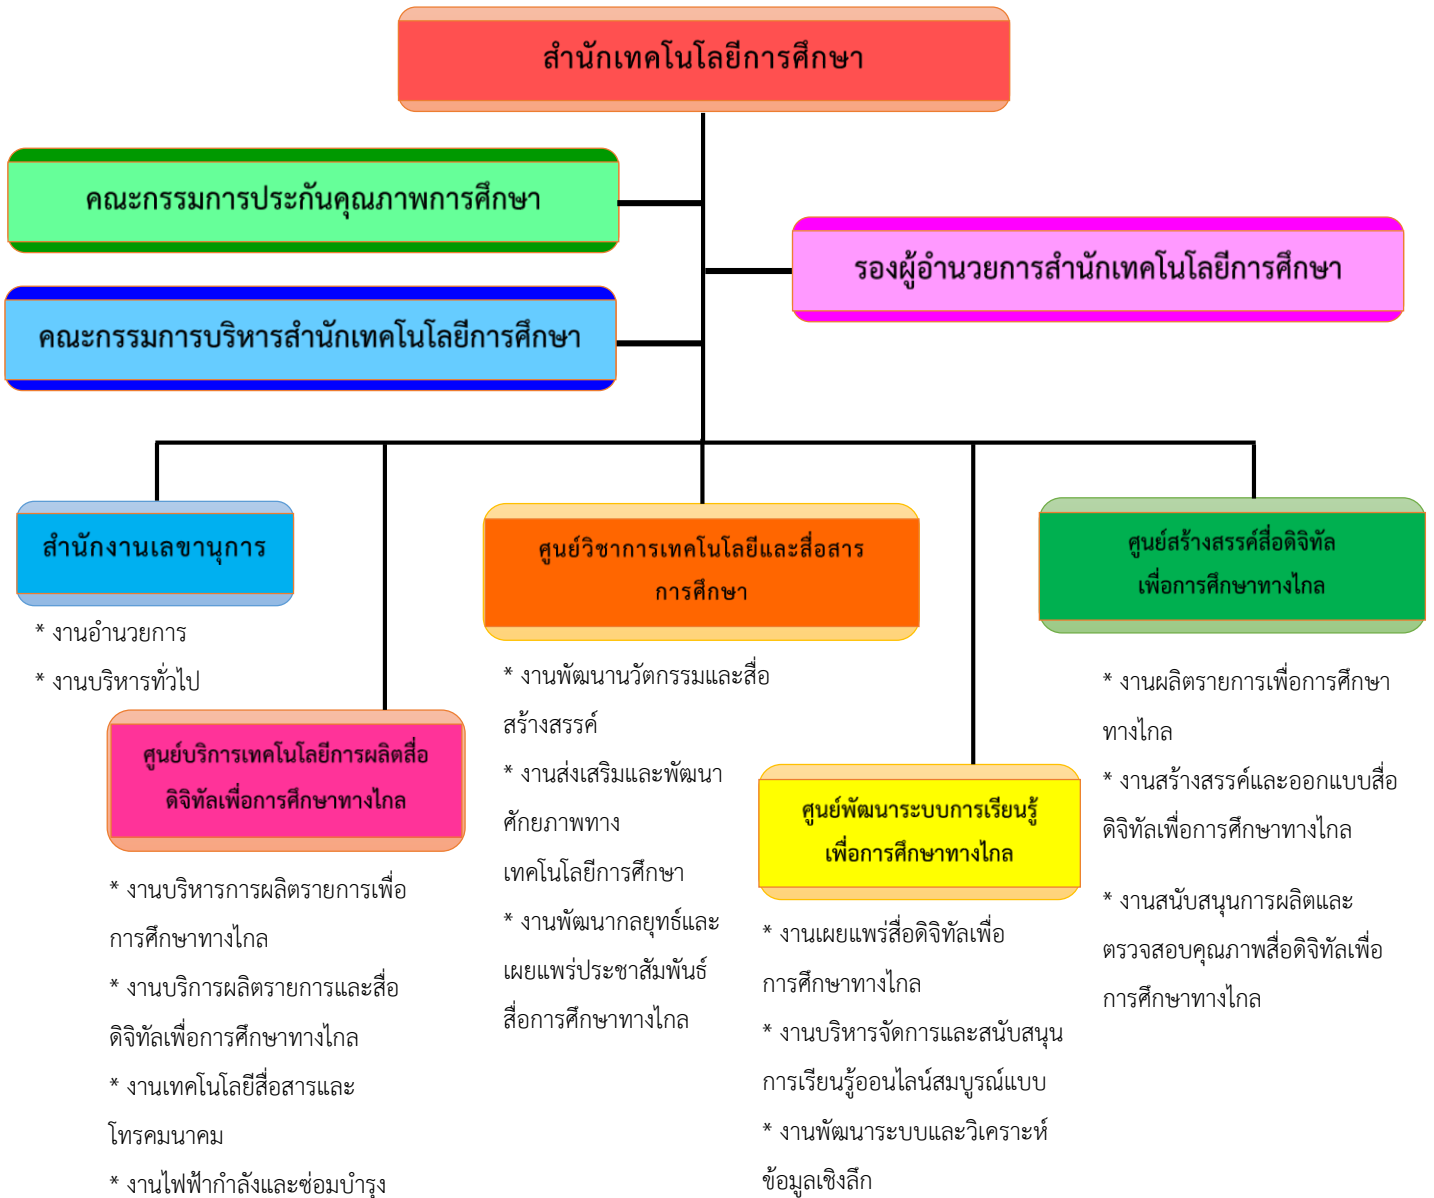 สำนักเทคโนโลยีการศึกษา
คณะกรรมการประกันคุณภาพการศึกษา
รองผู้อำนวยการสำนักเทคโนโลยีการศึกษา
คณะกรรมการบริหารสำนักเทคโนโลยีการศึกษา
สำนักงานเลขานุการ
* งานอำนวยการ
* งานบริหารทั่วไป
ศูนย์บริการเทคโนโลยีการผลิตสื่อ
ดิจิทัลเพื่อการศึกษาทางไกล
* งานบริหารการผลิตรายการเพื่อ
การศึกษาทางไกล
* งานบริการผลิตรายการและสื่อ
ดิจิทัลเพื่อการศึกษาทางไกล
* งานเทคโนโลยีสื่อสารและ
โทรคมนาคม
* งานไฟฟ้ากำลังและซ่อมบำรุง
ศูนย์วิชาการเทคโนโลยีและสื่อสาร
การศึกษา
* งานพัฒนานวัตกรรมและสื่อ
สร้างสรรค์
* งานส่งเสริมและพัฒนา
ศักยภาพทาง
เทคโนโลยีการศึกษา
* งานพัฒนากลยุทธ์และ
เผยแพร่ประชาสัมพันธ์
สื่อการศึกษาทางไกล
ศูนย์พัฒนาระบบการเรียนรู้
เพื่อการศึกษาทางไกล
* งานเผยแพร่สื่อดิจิทัลเพื่อ
การศึกษาทางไกล
* งานบริหารจัดการและสนับสนุน
การเรียนรู้ออนไลน์สมบูรณ์แบบ
* งานพัฒนาระบบและวิเคราะห์
ข้อมูลเชิงลึก
ศูนย์สร้างสรรค์สื่อดิจิทัล
เพื่อการศึกษาทางไกล
* งานผลิตรายการเพื่อการศึกษา
ทางไกล
* งานสร้างสรรค์และออกแบบสื่อ
ดิจิทัลเพื่อการศึกษาทางไกล
* งานสนับสนุนการผลิตและ
ตรวจสอบคุณภาพสื่อดิจิทัลเพื่อ
การศึกษาทางไกล